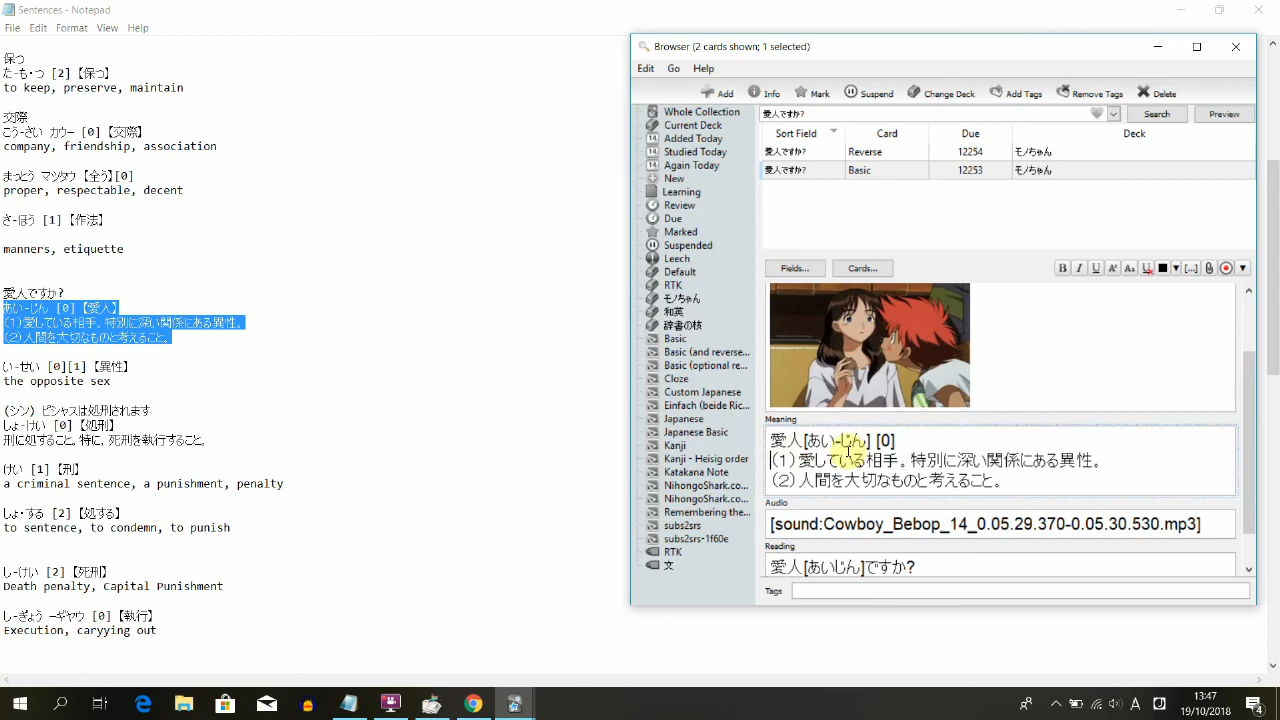 Sentences - Notepad
File Edit Format View Help
保つ
た-も・つ [2]【保つ】
to keep, preserve, maintain
交際
こう-さい カウ- [0]【交際】
company, friendship, association
まっとう マッタウ 【全う】[0]
proper, respectable, decent
さ-ほう [1]【作法】
manners, etiquette
愛人ですか?
あい-じん [0]【愛人】
(1)愛している相手。特別に深い関係にある異性。
(2)人間を大切なものと考えること。
い-せい [0][1]【異性】
the opposite sex
(ジン) ビシャスは処刑されます
しょ-けい [0]【処刑】
刑に処すること。特に,死刑を執行すること。
けい [1]【刑】
a criminal sentence, a punishment, penalty
しょ・する [2]【処する】
to sentence, to condemn, to punish
し-けい [2]【死刑】
Death penalty, Capital Punishment
し-ぎょう -ギヤウ [0]【執行】
Execution, caryying out
Browser (2 cards shown; 1 selected)
Edit Go Help
Add Info Mark Suspend Change Deck Add Tags Remove Tags Delete
Whole Collection
Current Deck
Added Today
Studied Today
Again Today
New
Learning
Review
Due
Marked
Suspended
Leech
Default
RTK
モノちゃん
和英
辞書の核
Basic
Basic (and reverse...
Basic (optional re...
Cloze
Custom Japanese
Einfach (beide Ric...
Japanese
Japanese Basic
Kanji
Kanji - Heisig order
Katakana Note
NihongoShark.co...
NihongoShark.co...
Remembering the...
subs2srs
subs2srs-1f60e
RTK
文
愛人ですか?
Search Preview
Sort Field Card Due Deck
愛人ですか? Reverse 12254 モノちゃん
愛人ですか? Basic 12253 モノちゃん
Fields... Cards...
B I U A² A₂ U [...]
Meaning
愛人[あい-じん] [0]
(1) 愛している相手。特別に深い関係にある異性。
(2) 人間を大切なものと考えること。
Audio
[sound:Cowboy_Bebop_14_0.05.29.370-0.05.30.530.mp3]
Reading
愛人[あいじん]ですか?
Tags
A
13:47
19/10/2018
4